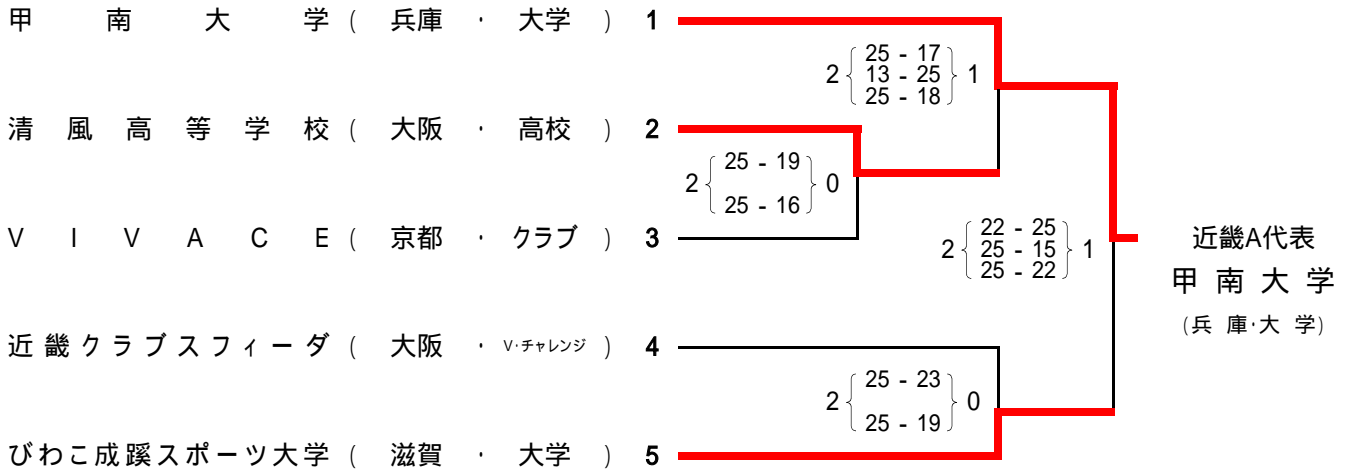 甲南大学(兵庫・大学)1
25 - 17
2 13 - 25 1
25 - 18
清風高等学校(大阪・高校)2
25 - 19
2 0
25 - 16
VIVACE(京都・クラブ)3
22 - 25
2 25 - 15 1
25 - 22
近畿A代表
甲南大学
(兵庫・大学)
近畿クラブスフィーダ(大阪・V・チャレンジ)4
25 - 23
2 0
25 - 19
びわこ成蹊スポーツ大学(滋賀・大学)5